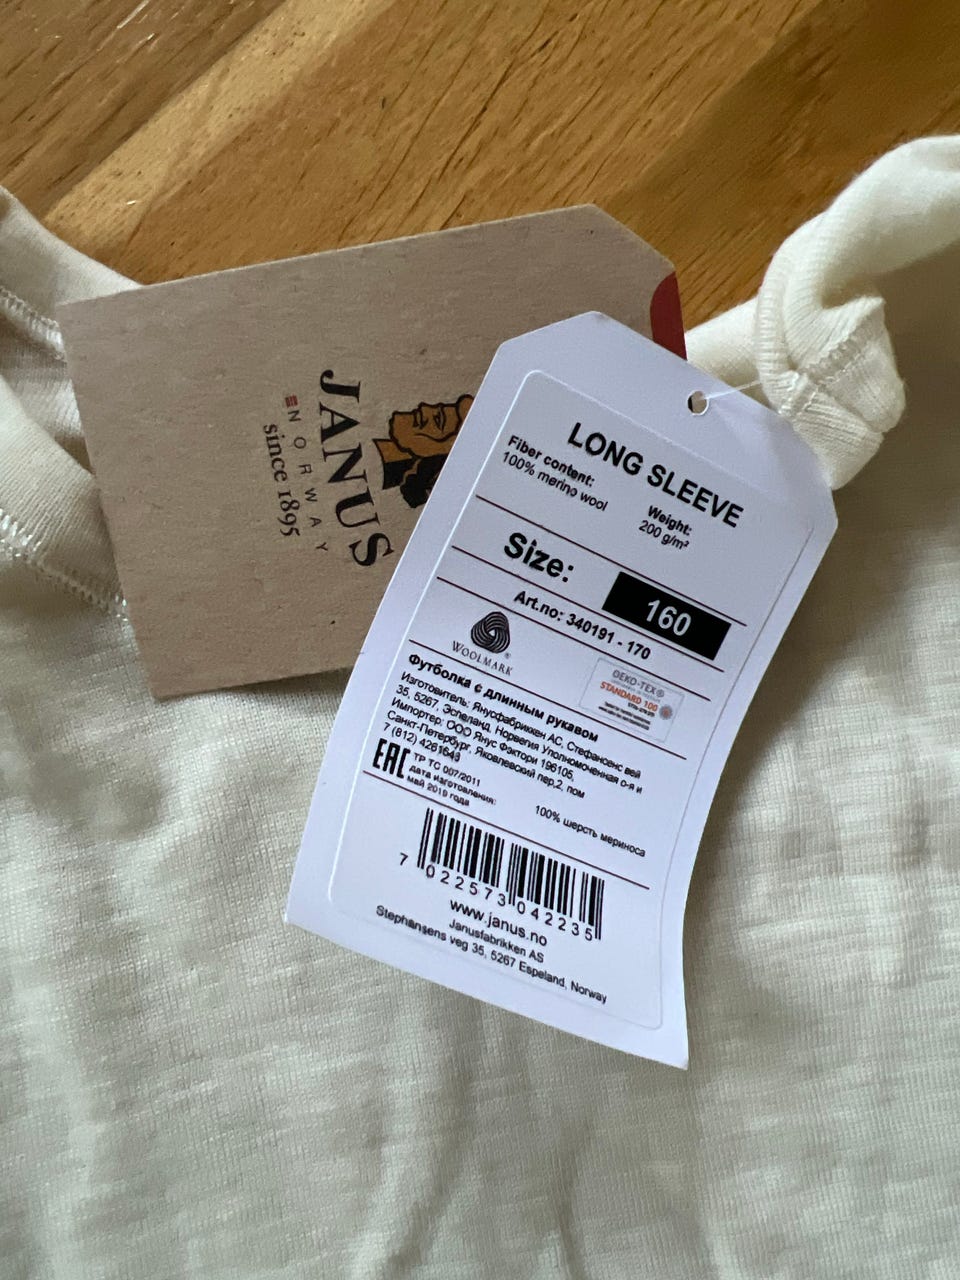 JANUS
NORWAY
since 1895
LONG SLEEVE
Fiber content:
100% merino wool
Weight:
200 g/m²
Size:
160
Art.no: 340191 - 170
WOOLMARK
OEKO-TEX®
STANDARD 100
Футболка с длинным рукавом
Изготовитель: Янусфабриккен АС, Стефансенс вей
35, 5267, Эспеланд, Норвегия Уполномоченная о-я и
Импортер: ООО Янус Фэктори 196105,
Санкт-Петербург, Яковлевский пер,2, пом
7 (812) 4261643
EAC
ТР ТС 007/2011
дата изготовления:
май 2019 года
100% шерсть мериноса
7 022573 042235
www.janus.no
Janusfabrikken AS
Stephansens veg 35, 5267 Espeland, Norway